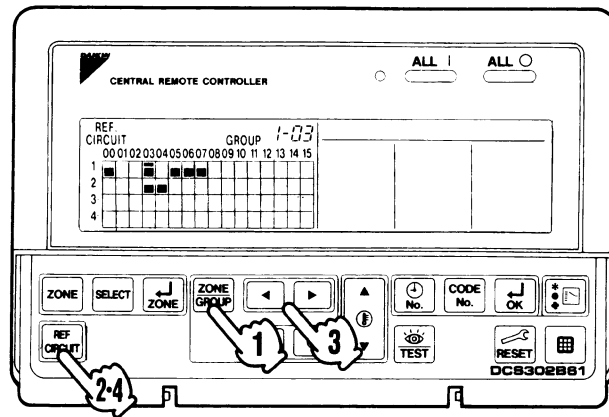 DAIKIN
CENTRAL REMOTE CONTROLLER
ALL I
ALL ○
REF.
CIRCUIT
GROUP 1-03
00 01 02 03 04 05 06 07 08 09 10 11 12 13 14 15
1
2
3
4
ZONE
SELECT
ZONE
ZONE
GROUP
No.
CODE
No.
OK
REF
CIRCUIT
TEST
RESET
1
3
2·4
DCS302B61